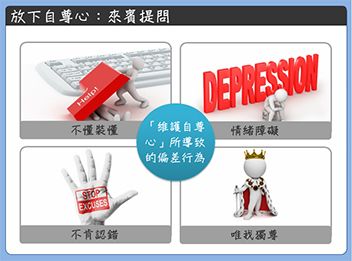 放下自尊心：來賓提問
Help!
不懂裝懂
DEPRESSION
情緒障礙
「維護自尊
心」所導致
的偏差行為
STOP
EXCUSES
不肯認錯
唯我獨尊